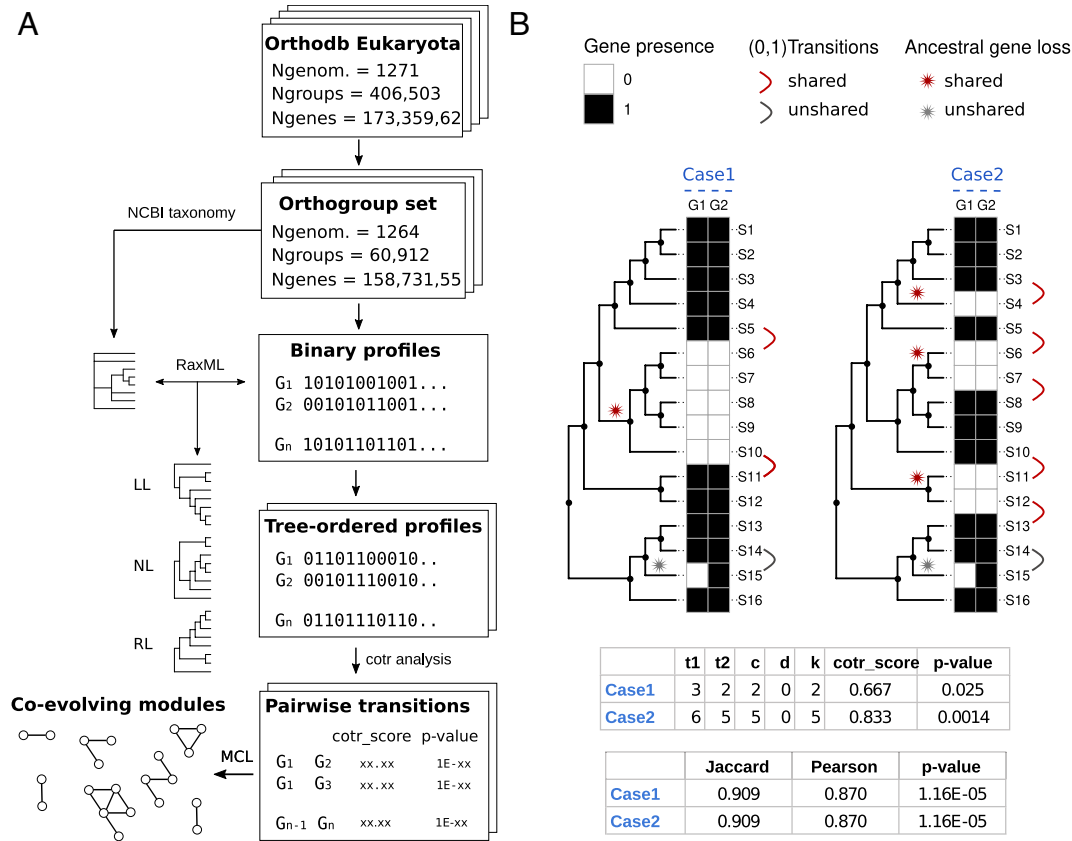 A
Orthodb Eukaryota
Ngenom. = 1271
Ngroups = 406,503
Ngenes = 173,359,62
NCBI taxonomy
Orthogroup set
Ngenom. = 1264
Ngroups = 60,912
Ngenes = 158,731,55
RaxML
Binary profiles
G1 10101001001...
G2 00101011001...
Gn 10101101101...
LL
NL
RL
Tree-ordered profiles
G1 01101100010..
G2 00101110010..
Gn 01101110110..
cotr analysis
Co-evolving modules
MCL
Pairwise transitions
cotr_score p-value
G1 G2 xx.xx 1E-xx
G1 G3 xx.xx 1E-xx
Gn-1 Gn xx.xx 1E-xx
B
Gene presence
0
1
(0,1)Transitions
shared
unshared
Ancestral gene loss
shared
unshared
Case1
G1 G2
S1
S2
S3
S4
S5
S6
S7
S8
S9
S10
S11
S12
S13
S14
S15
S16
Case2
G1 G2
S1
S2
S3
S4
S5
S6
S7
S8
S9
S10
S11
S12
S13
S14
S15
S16
t1 t2 c d k cotr_score p-value
Case1 3 2 2 0 2 0.667 0.025
Case2 6 5 5 0 5 0.833 0.0014
Jaccard Pearson p-value
Case1 0.909 0.870 1.16E-05
Case2 0.909 0.870 1.16E-05